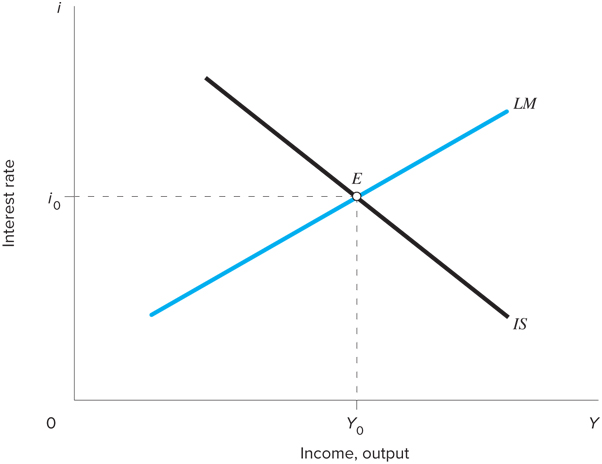 i
LM
E
i0
Interest rate
IS
0
Y0
Y
Income, output